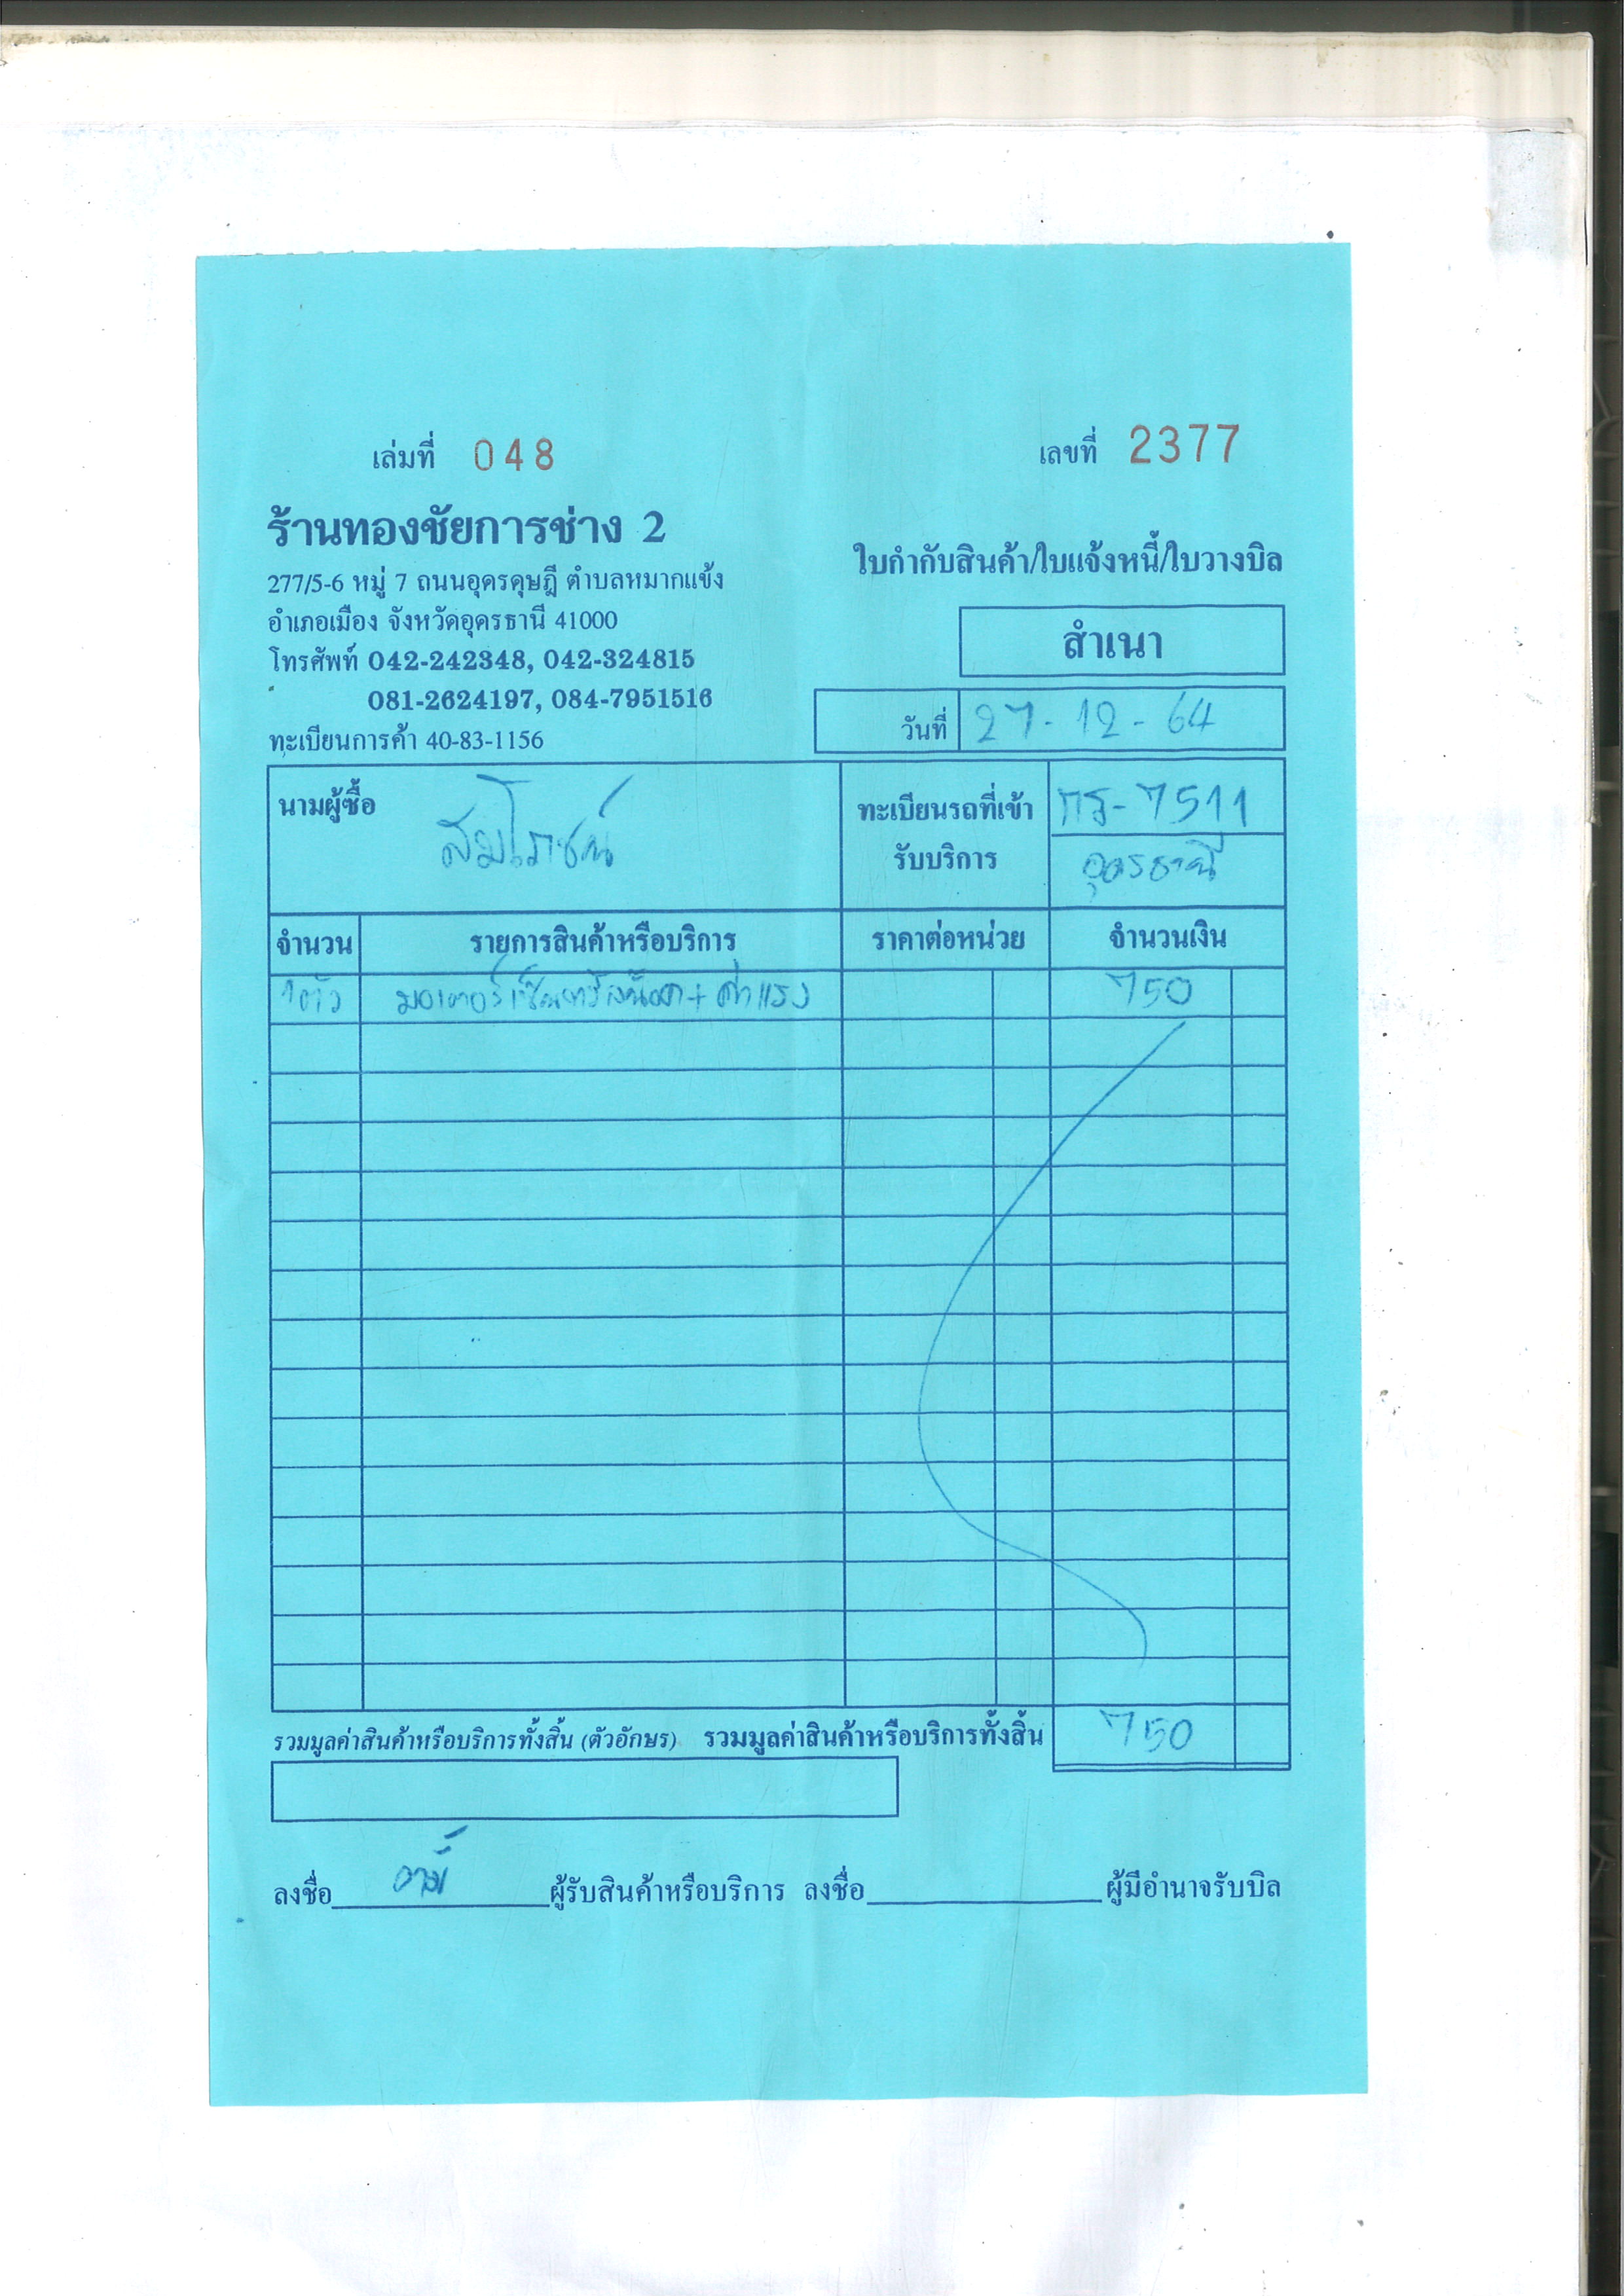 เล่มที่ 048
เลขที่ 2377
ร้านทองชัยการช่าง 2
277/5-6 หมู่ 7 ถนนอุดรดุษฎี ตำบลหมากแข้ง
อำเภอเมือง จังหวัดอุดรธานี 41000
โทรศัพท์ 042-242348, 042-324815
081-2624197, 084-7951516
ทะเบียนการค้า 40-83-1156
ใบกำกับสินค้า/ใบแจ้งหนี้/ใบวางบิล
สำเนา
วันที่ 27-12-64
นามผู้ซื้อ สัมโภชณ์
ทะเบียนรถที่เข้า กร-7511
รับบริการ อุดรธานี
จำนวน รายการสินค้าหรือบริการ ราคาต่อหน่วย จำนวนเงิน
1 ตัว มอเตอร์เซ็นทรัลล็อค + ค่าแรง 750
รวมมูลค่าสินค้าหรือบริการทั้งสิ้น (ตัวอักษร) รวมมูลค่าสินค้าหรือบริการทั้งสิ้น 750
ลงชื่อ ผู้รับสินค้าหรือบริการ ลงชื่อ ผู้มีอำนาจรับบิล